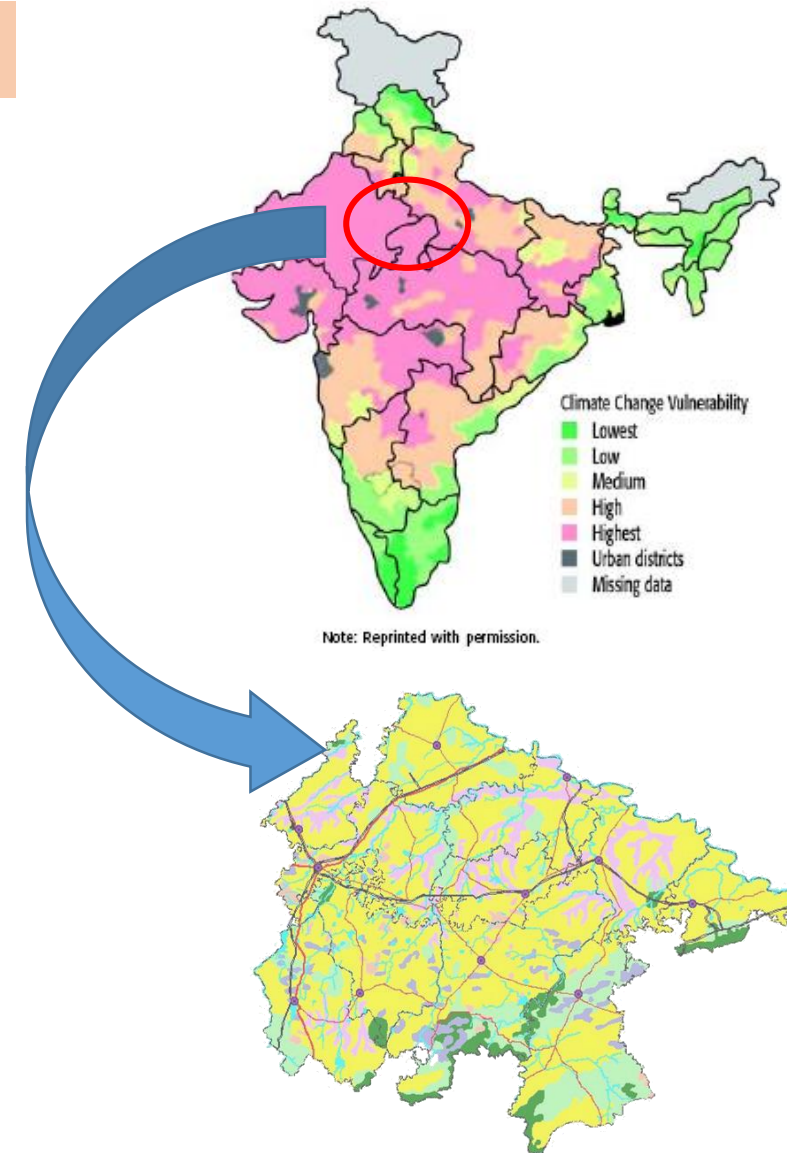 Climate Change Vulnerability
Lowest
Low
Medium
High
Highest
Urban districts
Missing data
Note: Reprinted with permission.